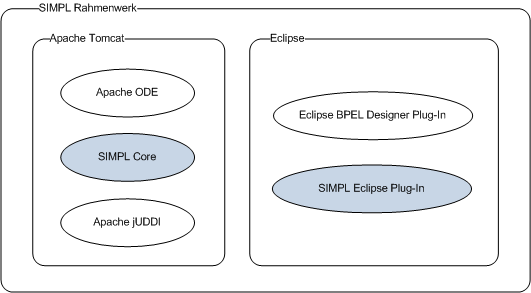 SIMPL Rahmenwerk
Apache Tomcat
Apache ODE
SIMPL Core
Apache jUDDI
Eclipse
Eclipse BPEL Designer Plug-In
SIMPL Eclipse Plug-In